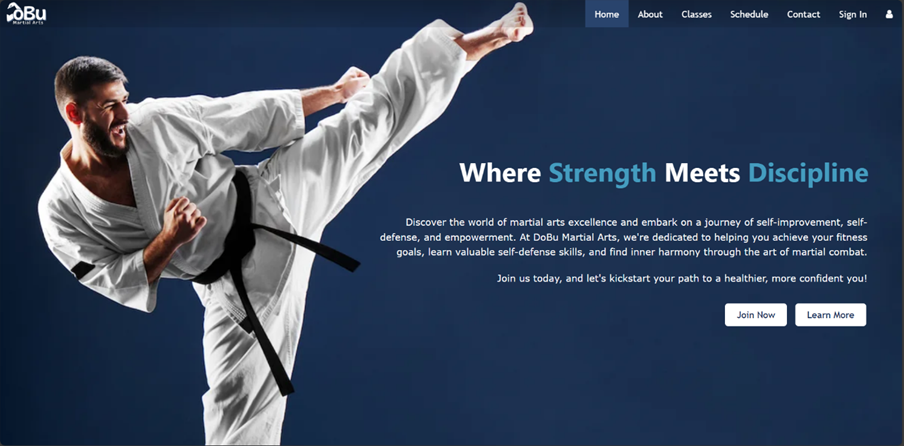 DoBu
Martial Arts
Home About Classes Schedule Contact Sign In
Where Strength Meets Discipline
Discover the world of martial arts excellence and embark on a journey of self-improvement, self-
defense, and empowerment. At DoBu Martial Arts, we're dedicated to helping you achieve your fitness
goals, learn valuable self-defense skills, and find inner harmony through the art of martial combat.
Join us today, and let's kickstart your path to a healthier, more confident you!
Join Now Learn More